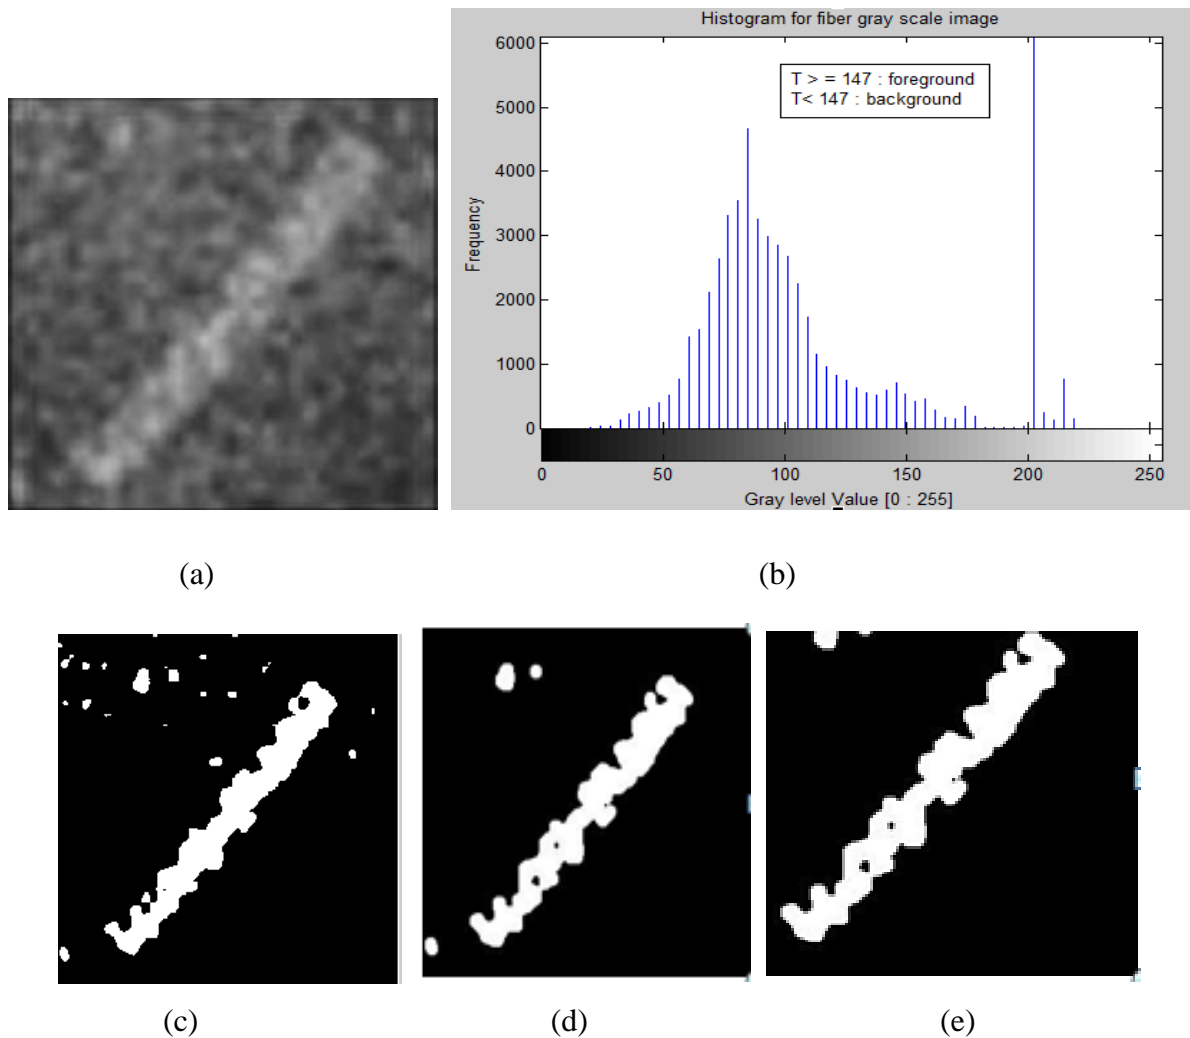 Histogram for fiber gray scale image
6000
5000
4000
3000
2000
1000
0
Frequency
T > = 147 : foreground
T< 147 : background
0 50 100 150 200 250
Gray level Value [0 : 255]
(a) (b)
(c) (d) (e)